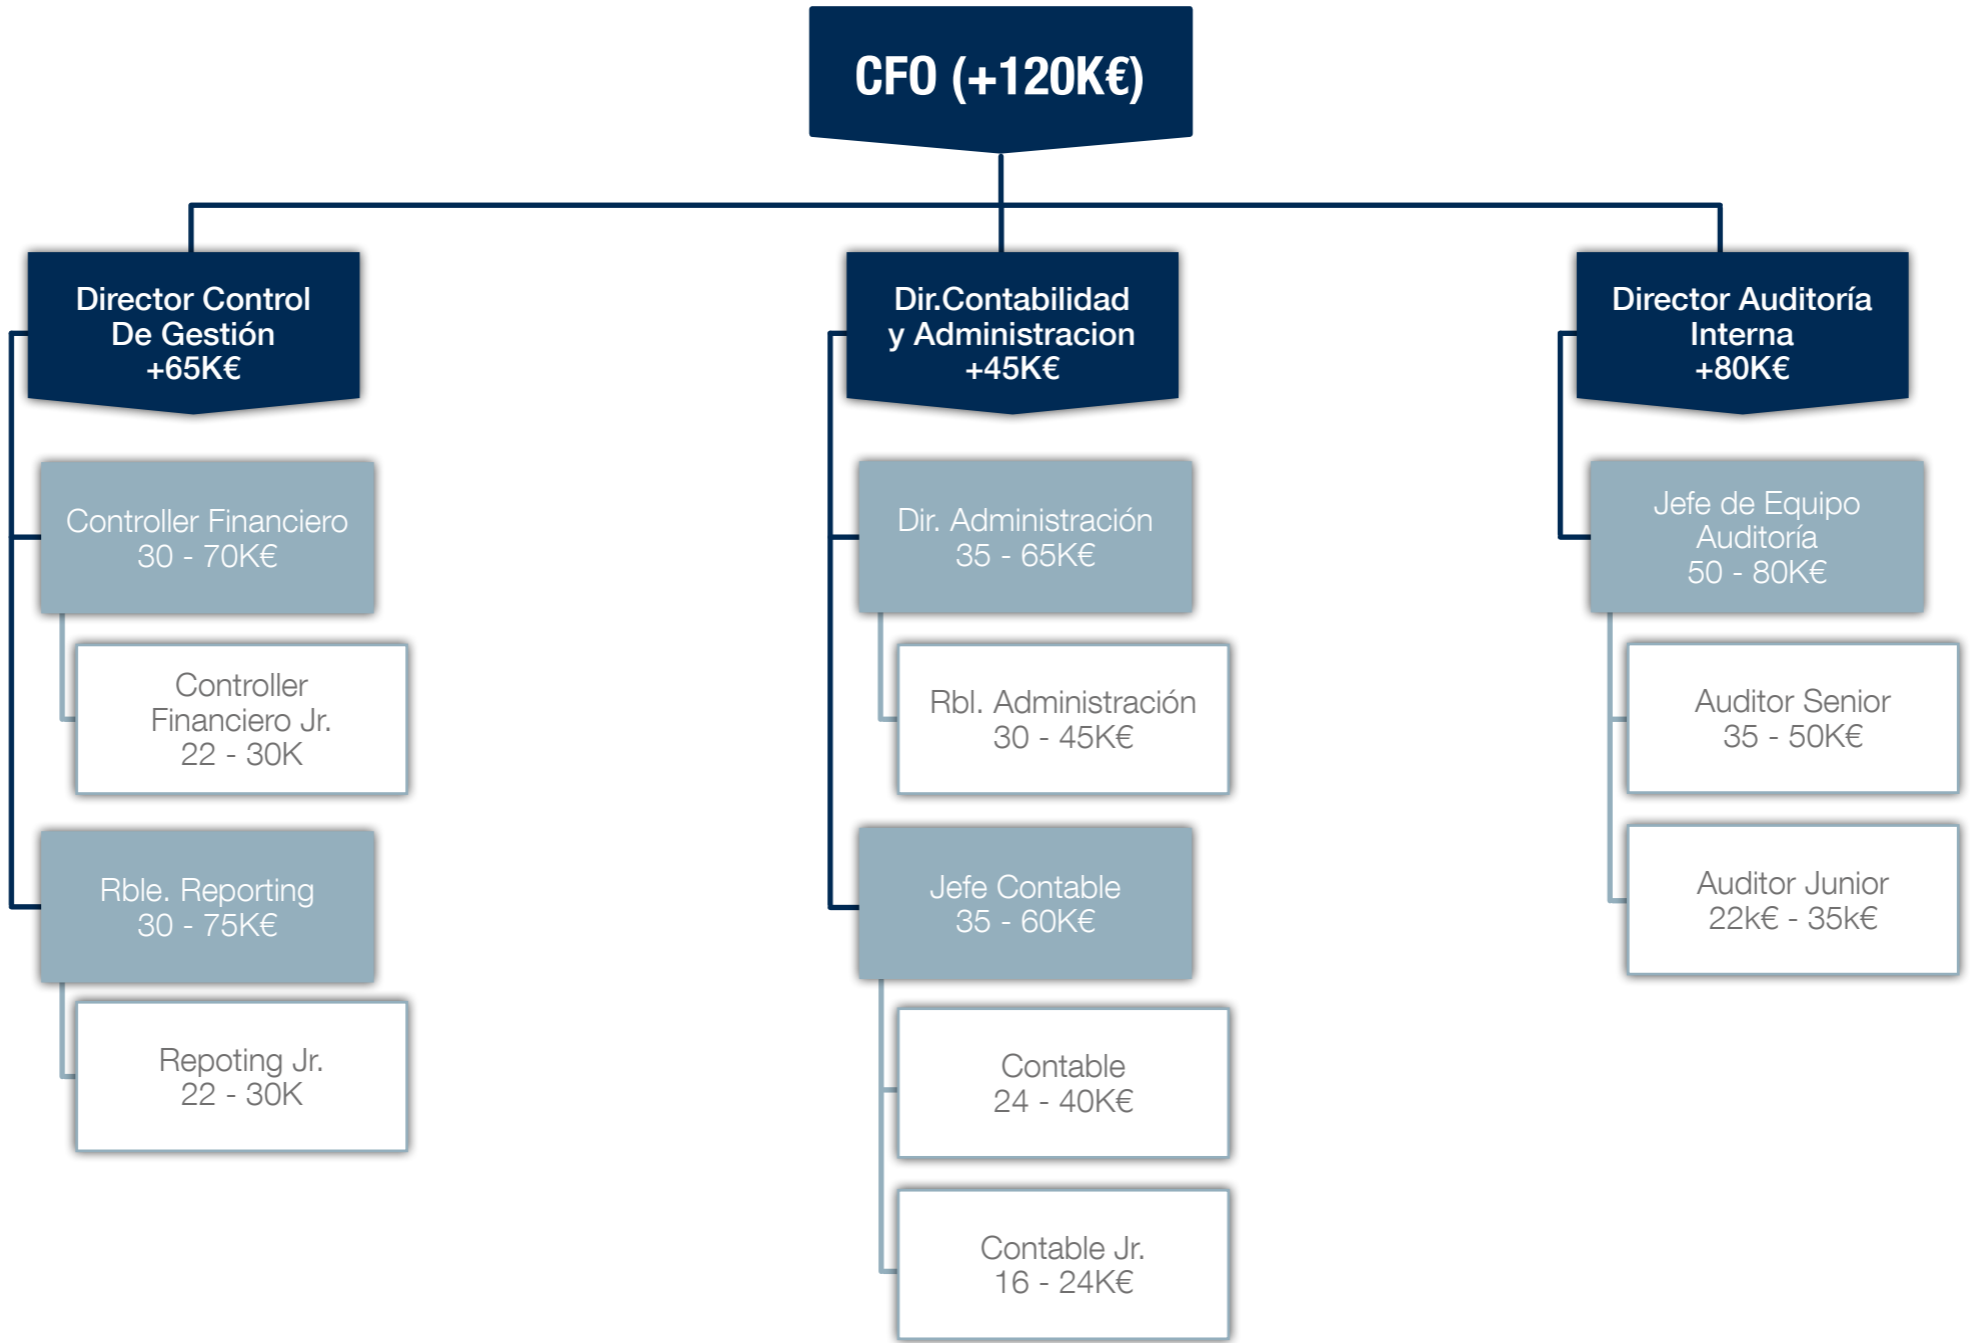 CFO (+120K€)
Director Control
De Gestión
+65K€
Controller Financiero
30 - 70K€
Controller
Financiero Jr.
22 - 30K
Rble. Reporting
30 - 75K€
Repoting Jr.
22 - 30K
Dir.Contabilidad
y Administracion
+45K€
Dir. Administración
35 - 65K€
Rbl. Administración
30 - 45K€
Jefe Contable
35 - 60K€
Contable
24 - 40K€
Contable Jr.
16 - 24K€
Director Auditoría
Interna
+80K€
Jefe de Equipo
Auditoría
50 - 80K€
Auditor Senior
35 - 50K€
Auditor Junior
22k€ - 35k€